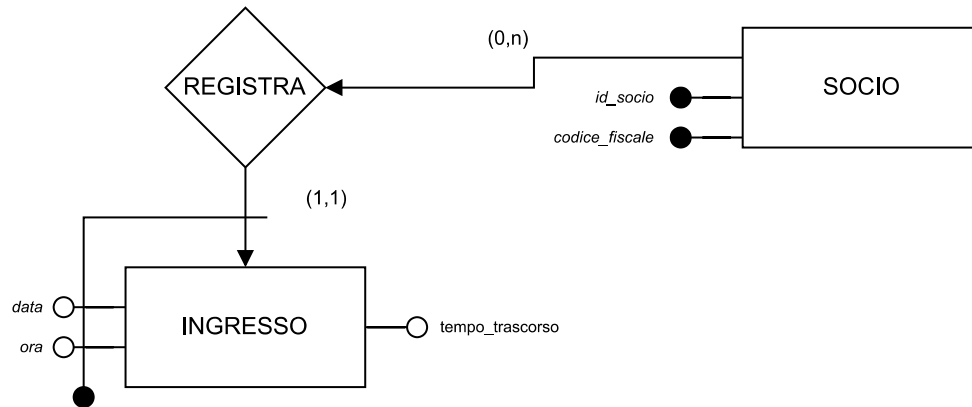 (0,n)
REGISTRA
SOCIO
id_socio
codice_fiscale
(1,1)
data
INGRESSO
tempo_trascorso
ora